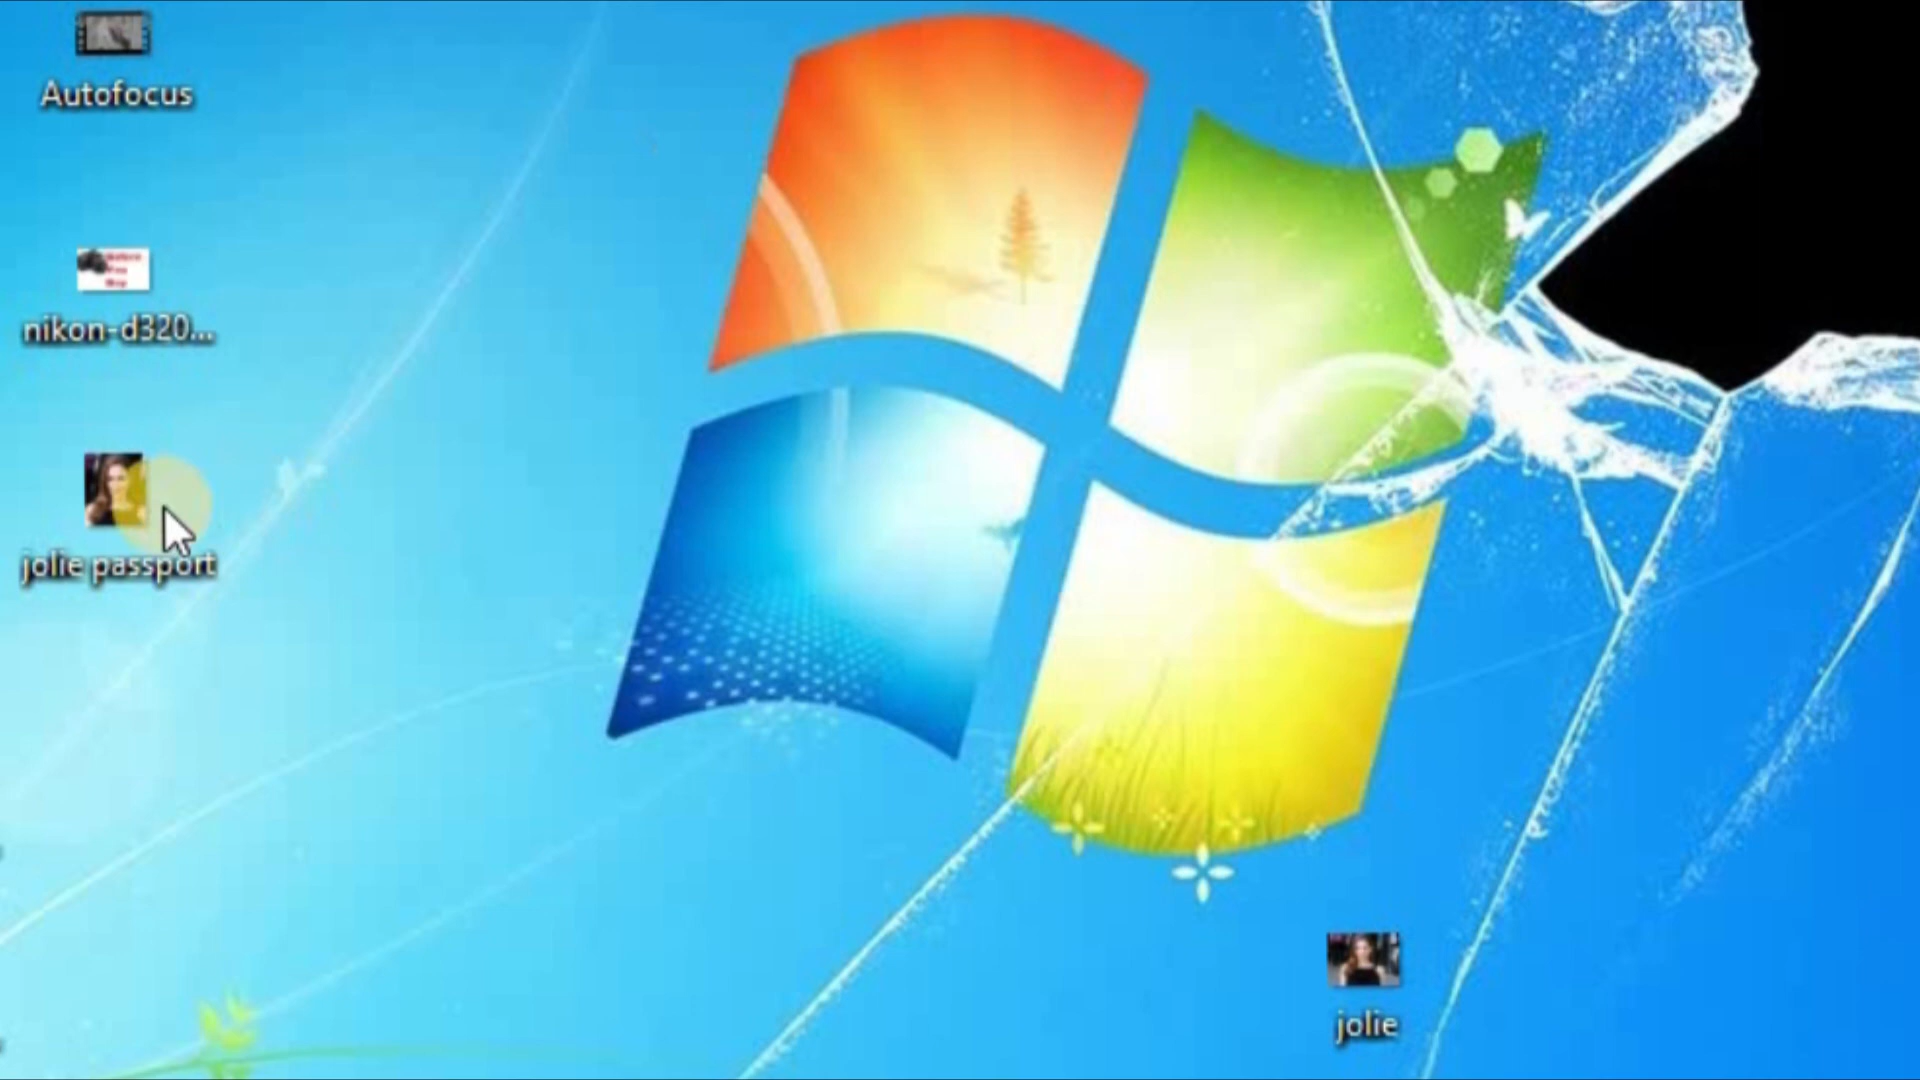 Autofocus
nikon-d320...
jolie passport
jolie